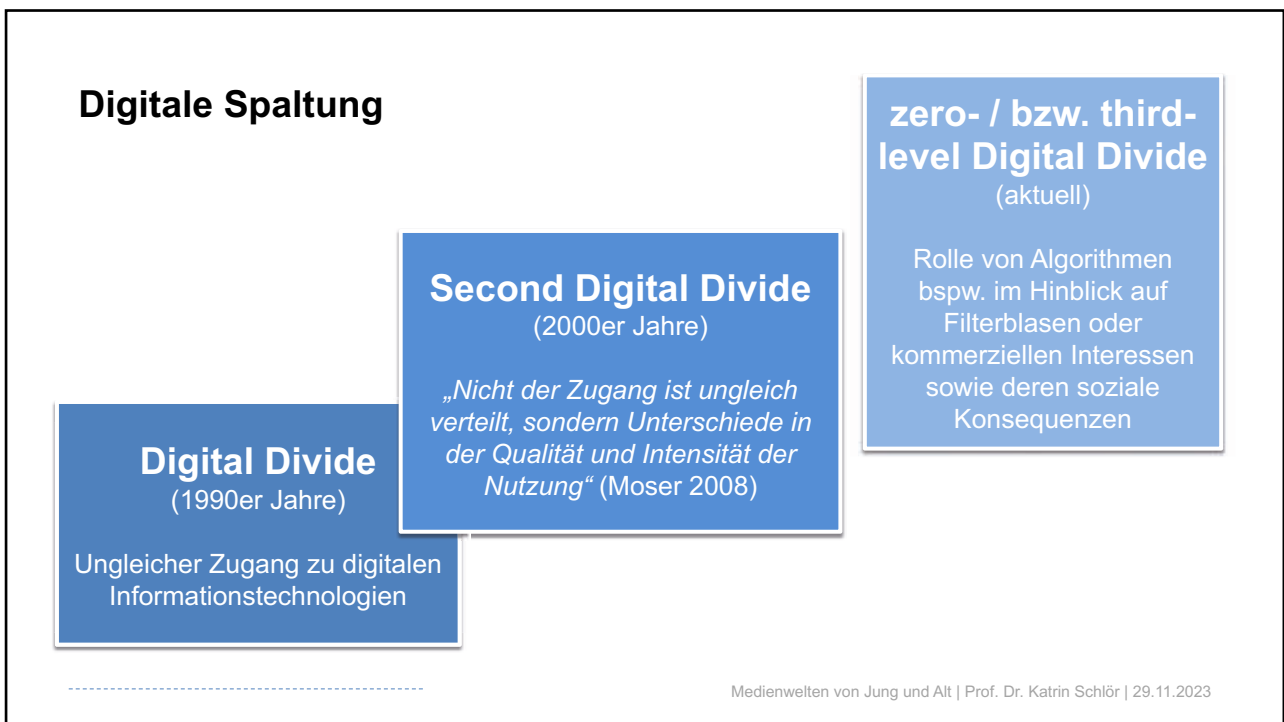 Digitale Spaltung
zero- / bzw. third-
level Digital Divide
(aktuell)
Rolle von Algorithmen
bspw. im Hinblick auf
Filterblasen oder
kommerziellen Interessen
sowie deren soziale
Konsequenzen
Second Digital Divide
(2000er Jahre)
„Nicht der Zugang ist ungleich
verteilt, sondern Unterschiede in
der Qualität und Intensität der
Nutzung“ (Moser 2008)
Digital Divide
(1990er Jahre)
Ungleicher Zugang zu digitalen
Informationstechnologien
Medienwelten von Jung und Alt | Prof. Dr. Katrin Schlör | 29.11.2023